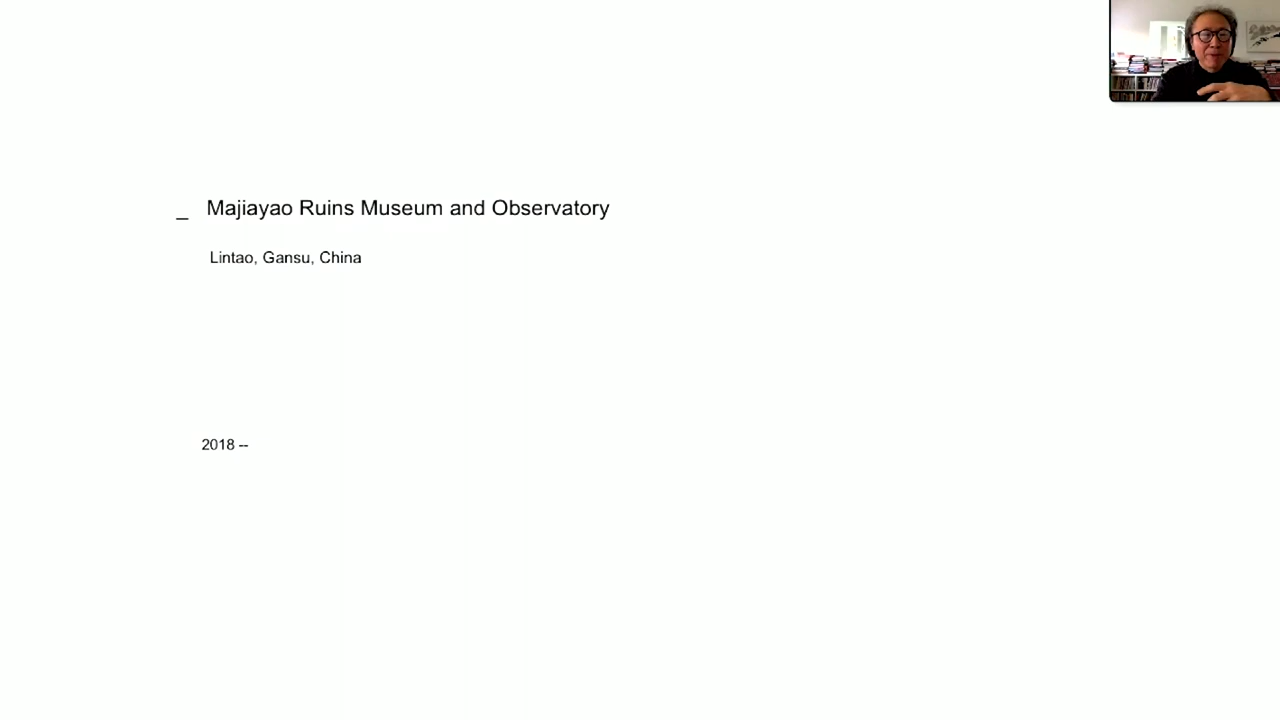 _ Majiayao Ruins Museum and Observatory
Lintao, Gansu, China
2018 --